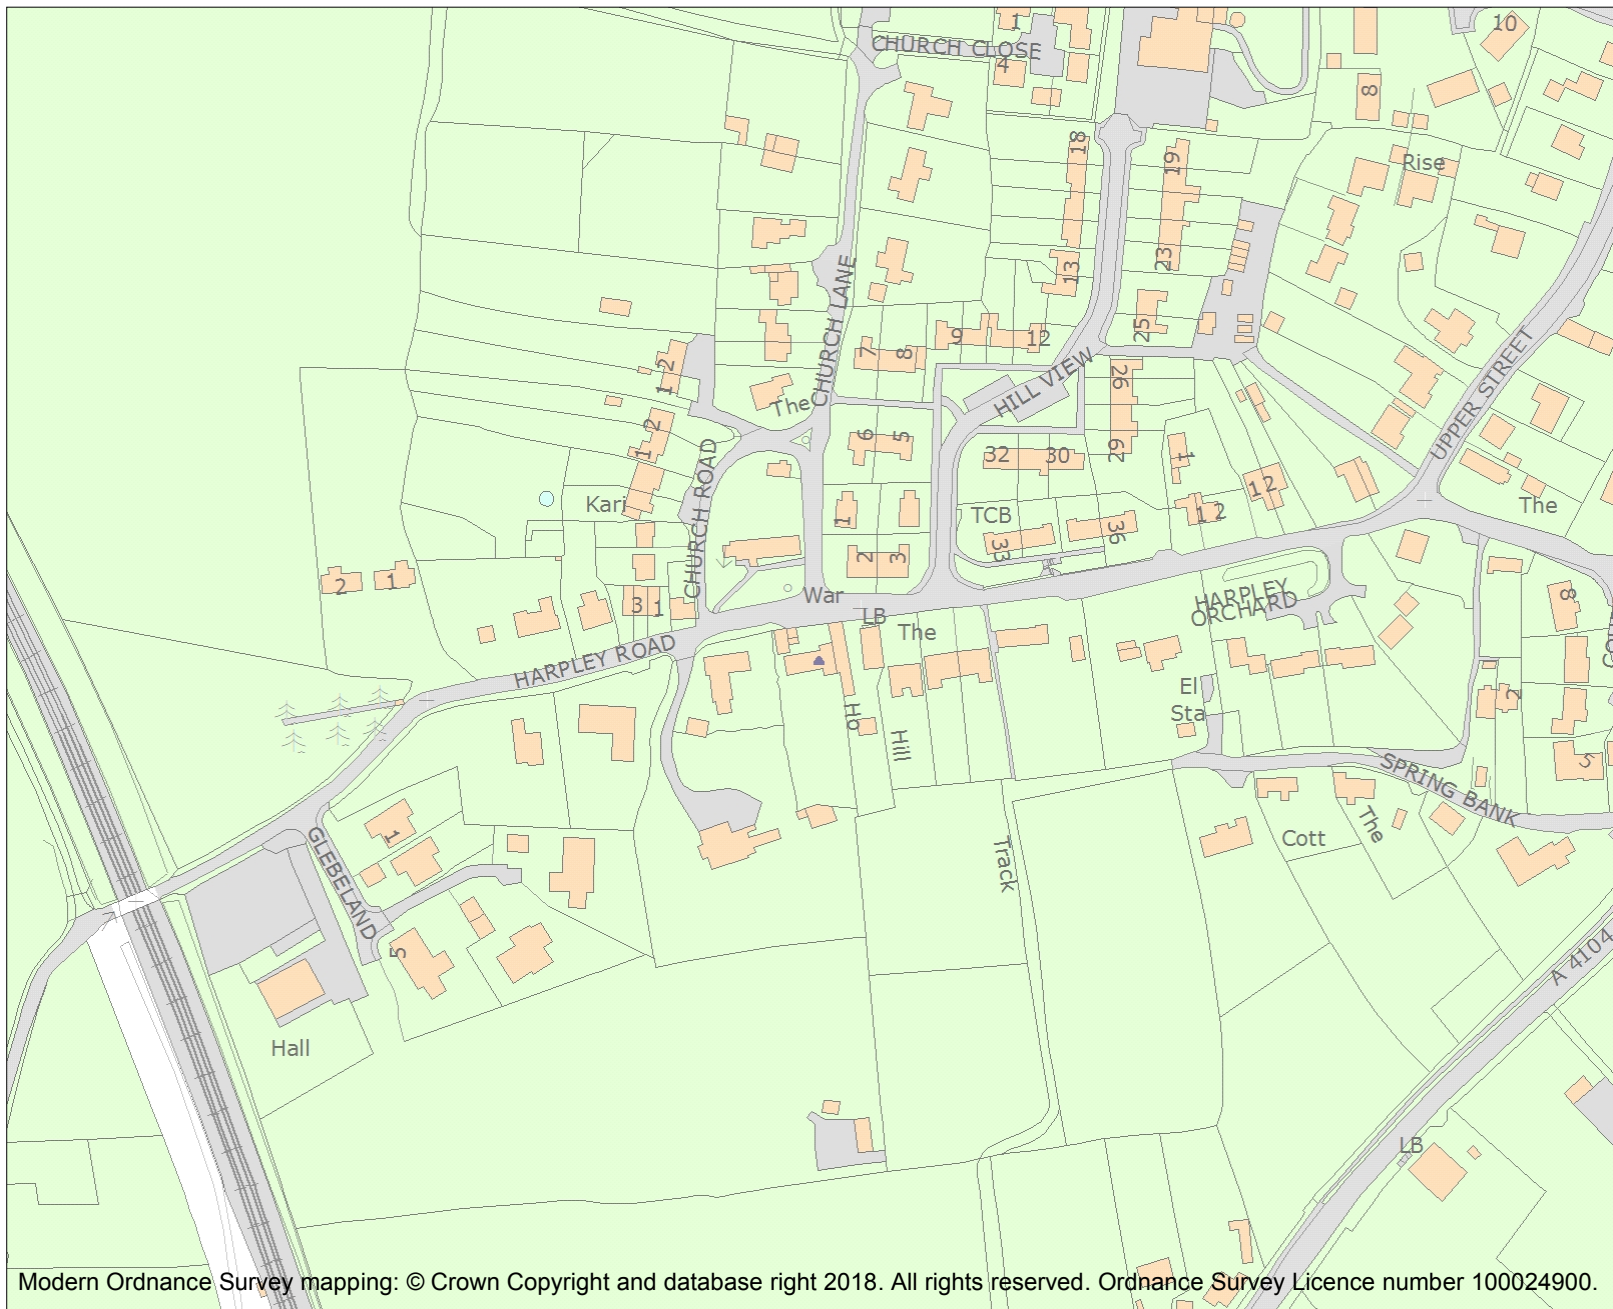 1
CHURCH CLOSE
4
10
8
18
19
Rise
13
23
CHURCH LANE
25
9
12
7
8
HILL VIEW
26
UPPER STREET
1 2
The
1 2
6
5
32
30
29
1
1 2
1 2
Kari
CHURCH ROAD
1
TCB
33
36
The
2
1
2
3
3
1
War
LB
The
HARPLEY
ORCHARD
8
HARPLEY ROAD
El
Sta
2
Ho
Hill
SPRING BANK
5
GLEBELAND
1
Track
Cott
The
5
A 4104
Hall
LB
Modern Ordnance Survey mapping: © Crown Copyright and database right 2018. All rights reserved. Ordnance Survey Licence number 100024900.